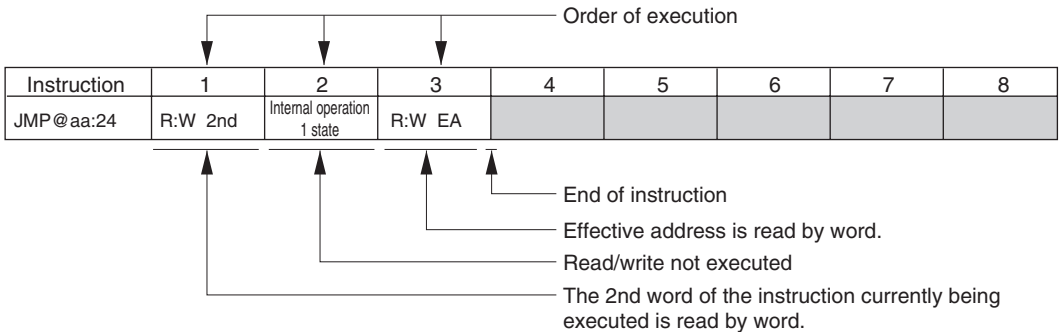 Order of execution
Instruction 1 2 3 4 5 6 7 8
JMP@aa:24 R:W 2nd Internal operation 1 state R:W EA
End of instruction
Effective address is read by word.
Read/write not executed
The 2nd word of the instruction currently being
executed is read by word.